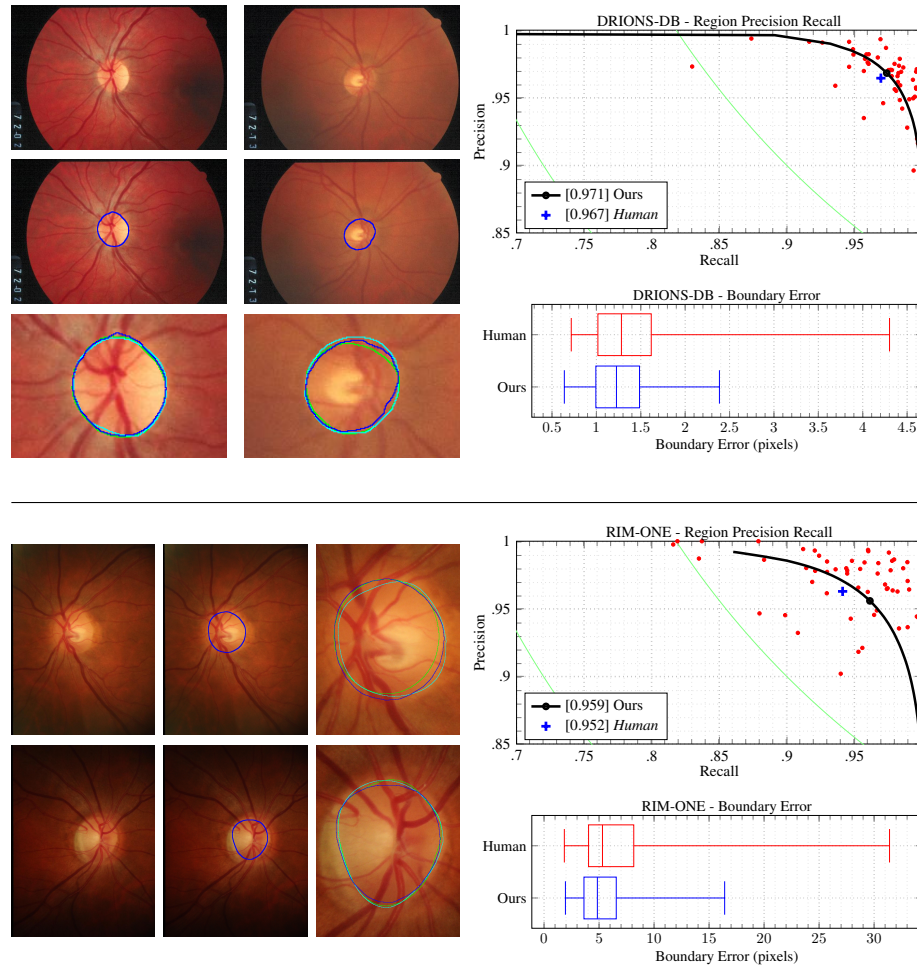 DRIONS-DB - Region Precision Recall
1
.95
.9
.85
Precision
[0.971] Ours
[0.967] Human
.7
.75
.8
.85
.9
.95
Recall
DRIONS-DB - Boundary Error
Human
Ours
0.5 1 1.5 2 2.5 3 3.5 4 4.5
Boundary Error (pixels)
RIM-ONE - Region Precision Recall
1
.95
.9
.85
Precision
[0.959] Ours
[0.952] Human
.7
.75
.8
.85
.9
.95
Recall
RIM-ONE - Boundary Error
Human
Ours
0 5 10 15 20 25 30
Boundary Error (pixels)